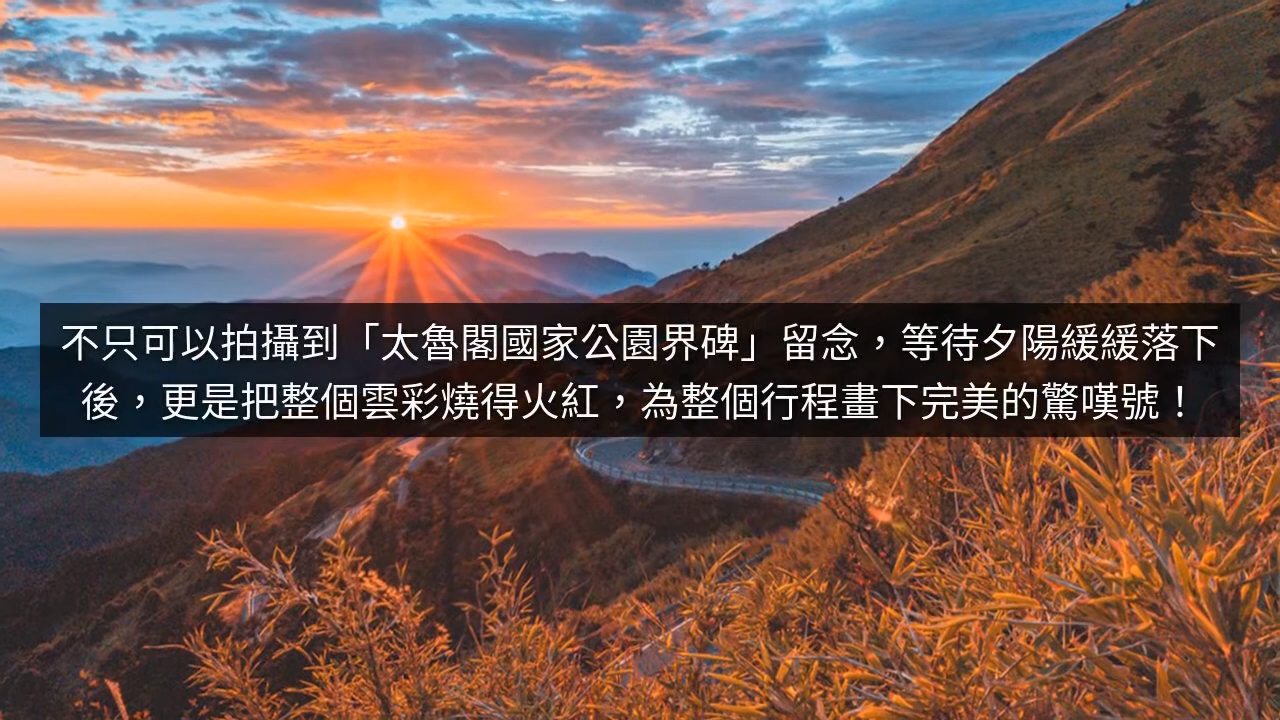 不只可以拍攝到「太魯閣國家公園界碑」留念，等待夕陽緩緩落下
後，更是把整個雲彩燒得火紅，為整個行程畫下完美的驚嘆號！